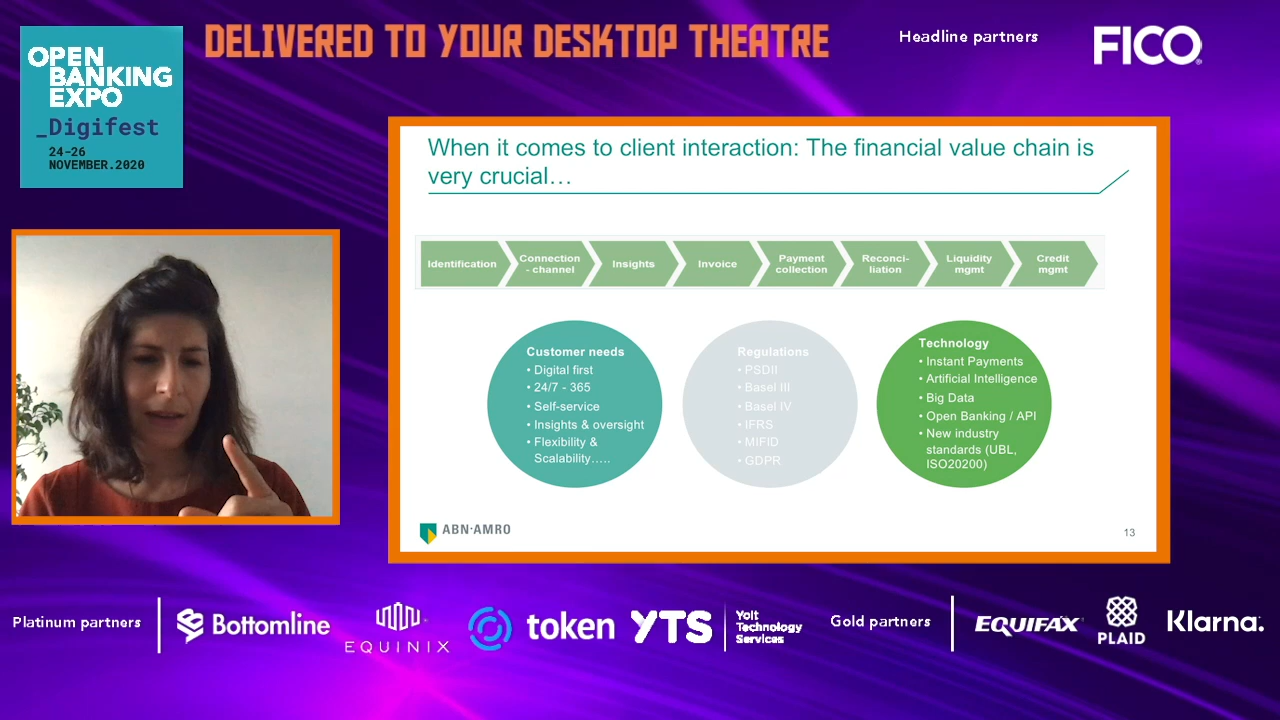 OPEN
BANKING
EXPO
_Digifest
24-26
NOVEMBER.2020
DELIVERED TO YOUR DESKTOP THEATRE
Headline partners
FICO
When it comes to client interaction: The financial value chain is
very crucial…
Identification
Connection
- channel
Insights
Invoice
Payment
collection
Reconci-
liation
Liquidity
mgmt
Credit
mgmt
Customer needs
• Digital first
• 24/7 - 365
• Self-service
• Insights & oversight
• Flexibility &
Scalability…..
Regulations
• PSDII
• Basel III
• Basel IV
• IFRS
• MIFID
• GDPR
Technology
• Instant Payments
• Artificial Intelligence
• Big Data
• Open Banking / API
• New industry
standards (UBL,
ISO20200)
ABN·AMRO
13
Platinum partners
Bottomline
EQUINIX
token
YTS
Yolt
Technology
Services
Gold partners
EQUIFAX
PLAID
Klarna.